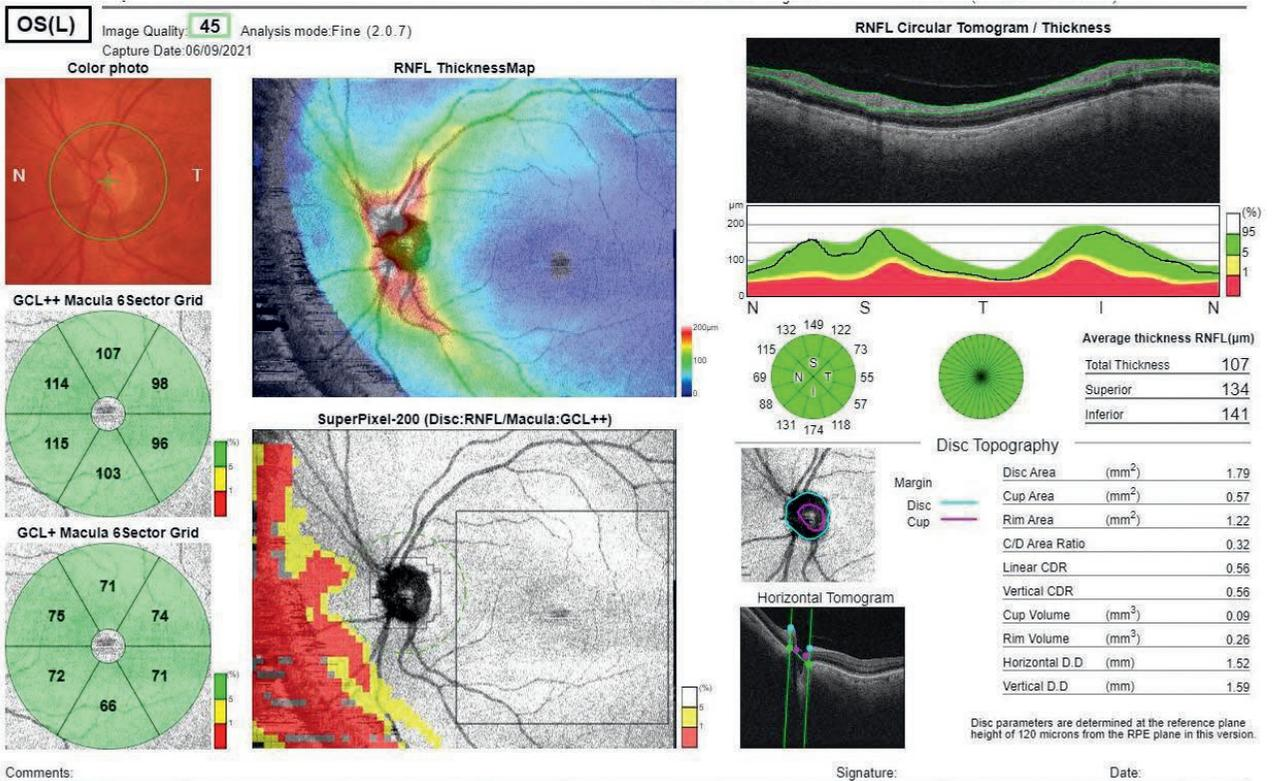 OS(L)
Image Quality: 45 Analysis mode:Fine (2.0.7)
Capture Date:06/09/2021
Color photo
N
T
GCL++ Macula 6Sector Grid
107
114
98
115
96
103
(%)
5
1
GCL+ Macula 6Sector Grid
71
75
74
72
71
66
(%)
5
1
RNFL ThicknessMap
200µm
100
0
SuperPixel-200 (Disc:RNFL/Macula:GCL++)
(%)
5
1
RNFL Circular Tomogram / Thickness
µm
200
100
0
N S T I N
(%)
95
5
1
132 149 122
115 73
69 55
88 57
131 174 118
S
N T
I
Average thickness RNFL(µm)
Total Thickness 107
Superior 134
Inferior 141
Disc Topography
Margin
Disc
Cup
Disc Area (mm²) 1.79
Cup Area (mm²) 0.57
Rim Area (mm²) 1.22
C/D Area Ratio 0.32
Linear CDR 0.56
Vertical CDR 0.56
Cup Volume (mm³) 0.09
Rim Volume (mm³) 0.26
Horizontal D.D (mm) 1.52
Vertical D.D (mm) 1.59
Horizontal Tomogram
Disc parameters are determined at the reference plane
height of 120 microns from the RPE plane in this version.
Comments:
Signature:
Date: